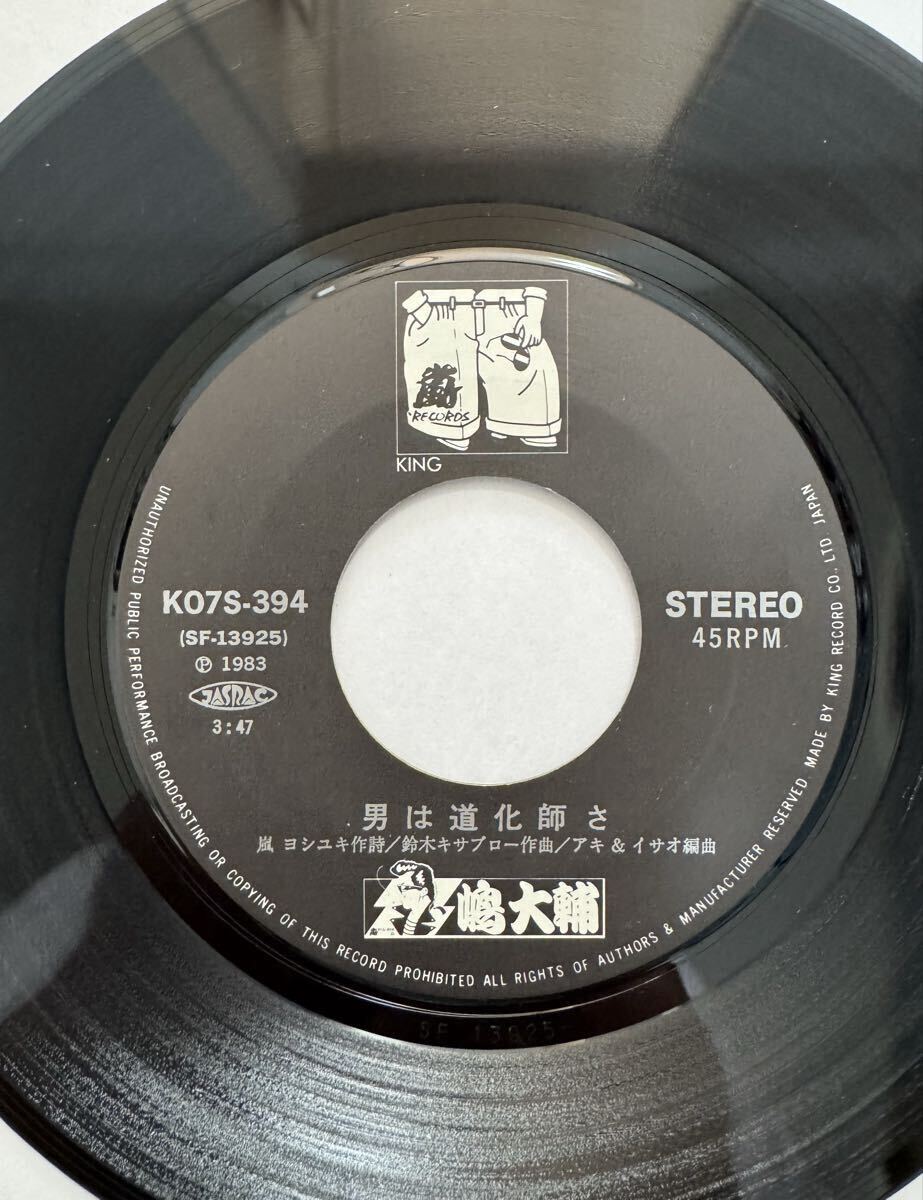 嵐
RECORDS
KING
K07S-394
(SF-13925)
Ⓟ 1983
JASRAC
3:47
STEREO
45RPM
男は道化師さ
嵐 ヨシユキ作詩／鈴木キサブロー作曲／アキ & イサオ編曲
嶋大輔
UNAUTHORIZED PUBLIC PERFORMANCE BROADCASTING OR COPYING OF THIS RECORD PROHIBITED ALL RIGHTS OF AUTHORS & MANUFACTURER RESERVED MADE BY KING RECORD CO. LTD JAPAN
SF 13925